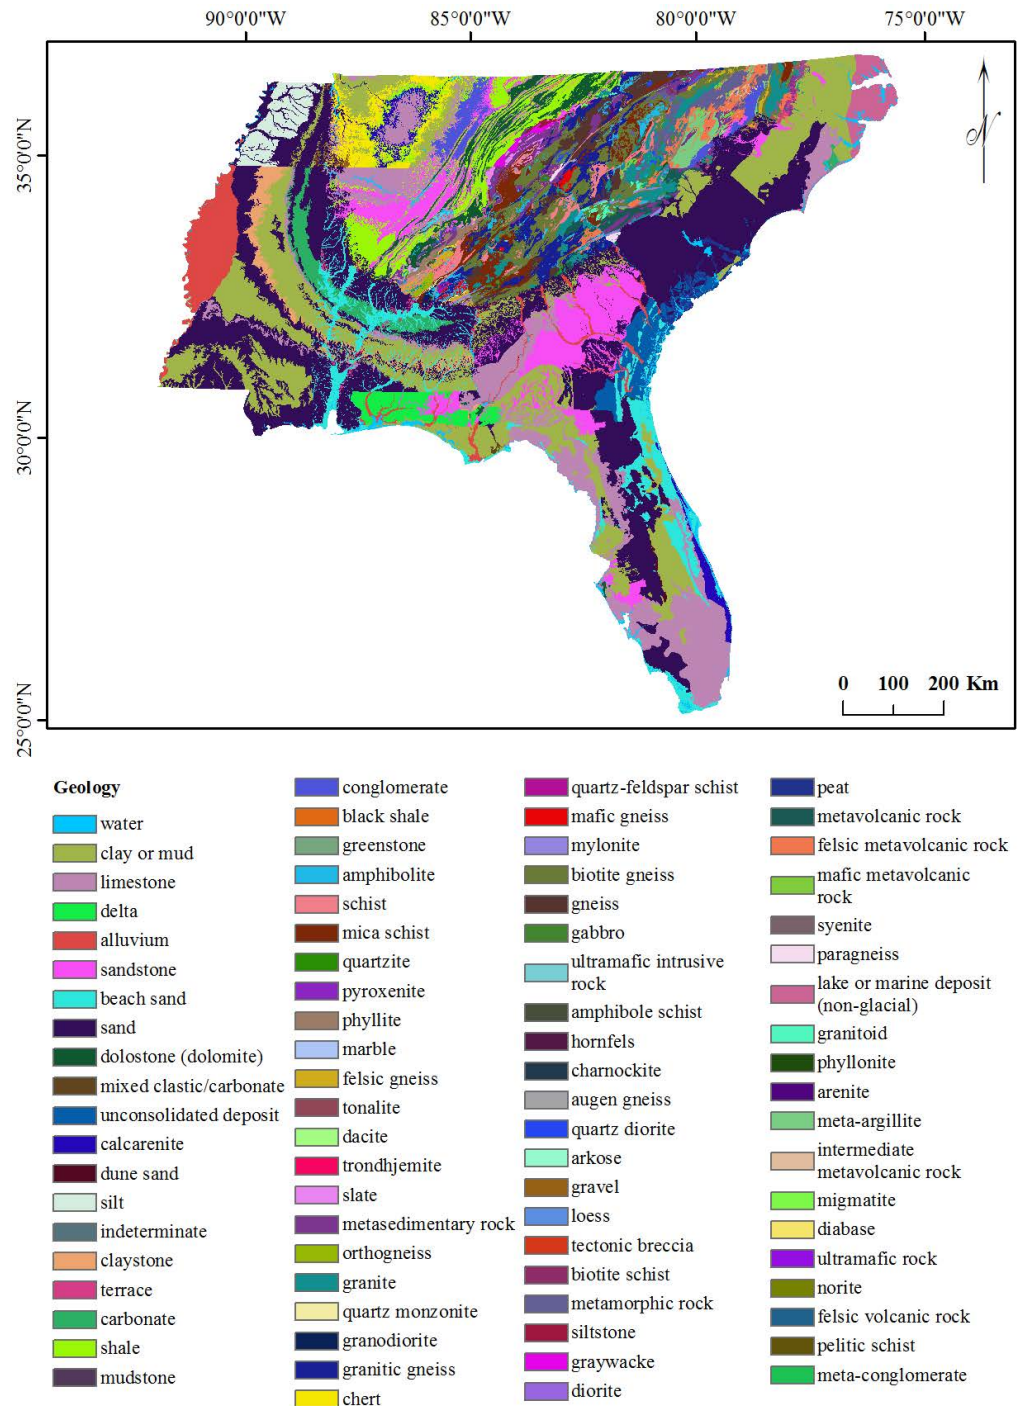 90°0'0"W
85°0'0"W
80°0'0"W
75°0'0"W
35°0'0"N
30°0'0"N
25°0'0"N
N
0 100 200 Km
Geology
water
clay or mud
limestone
delta
alluvium
sandstone
beach sand
sand
dolostone (dolomite)
mixed clastic/carbonate
unconsolidated deposit
calcarenite
dune sand
silt
indeterminate
claystone
terrace
carbonate
shale
mudstone
conglomerate
black shale
greenstone
amphibolite
schist
mica schist
quartzite
pyroxenite
phyllite
marble
felsic gneiss
tonalite
dacite
trondhjemite
slate
metasedimentary rock
orthogneiss
granite
quartz monzonite
granodiorite
granitic gneiss
chert
quartz-feldspar schist
mafic gneiss
mylonite
biotite gneiss
gneiss
gabbro
ultramafic intrusive
rock
amphibole schist
hornfels
charnockite
augen gneiss
quartz diorite
arkose
gravel
loess
tectonic breccia
biotite schist
metamorphic rock
siltstone
graywacke
diorite
peat
metavolcanic rock
felsic metavolcanic rock
mafic metavolcanic
rock
syenite
paragneiss
lake or marine deposit
(non-glacial)
granitoid
phyllonite
arenite
meta-argillite
intermediate
metavolcanic rock
migmatite
diabase
ultramafic rock
norite
felsic volcanic rock
pelitic schist
meta-conglomerate